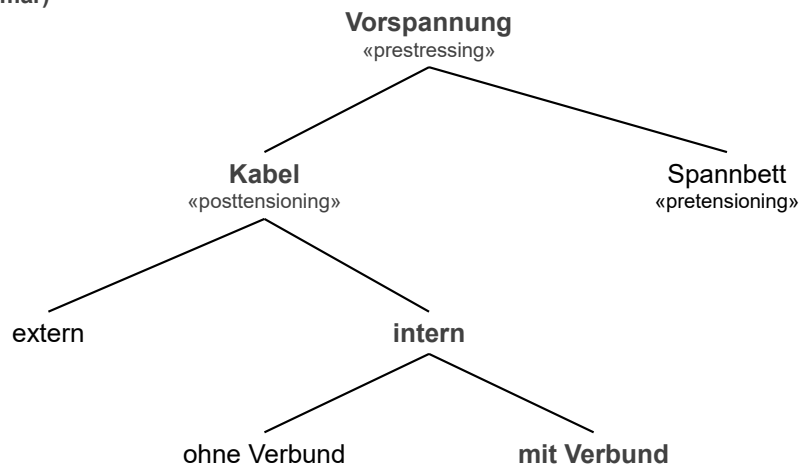 Vorspannung
«prestressing»
Kabel
«posttensioning»
Spannbett
«pretensioning»
extern
intern
ohne Verbund
mit Verbund